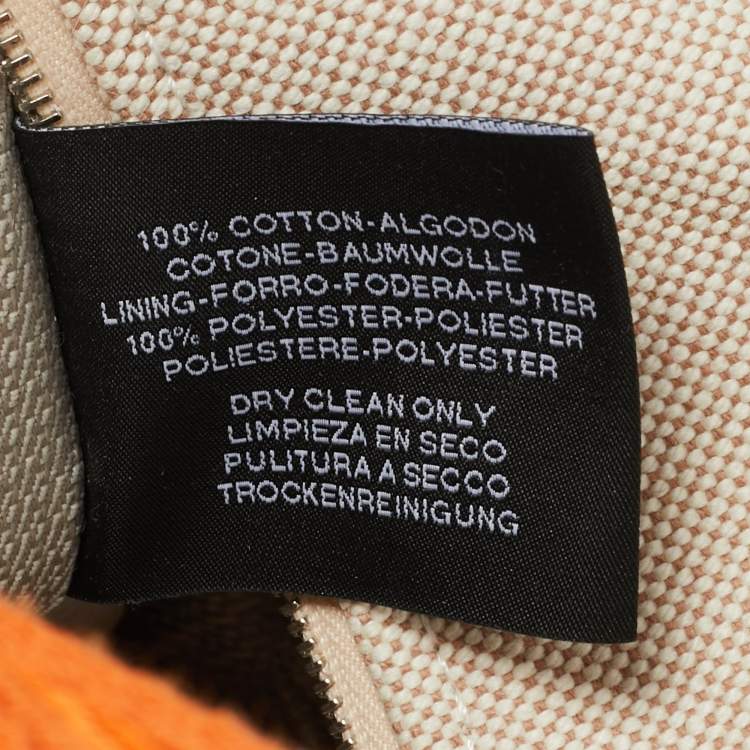 100% COTTON-ALGODON
COTONE-BAUMWOLLE
LINING-FORRO-FODERA-FUTTER
100% POLYESTER-POLIESTER
POLIESTERE-POLYESTER
DRY CLEAN ONLY
LIMPIEZA EN SECO
PULITURA A SECCO
TROCKENREINIGUNG